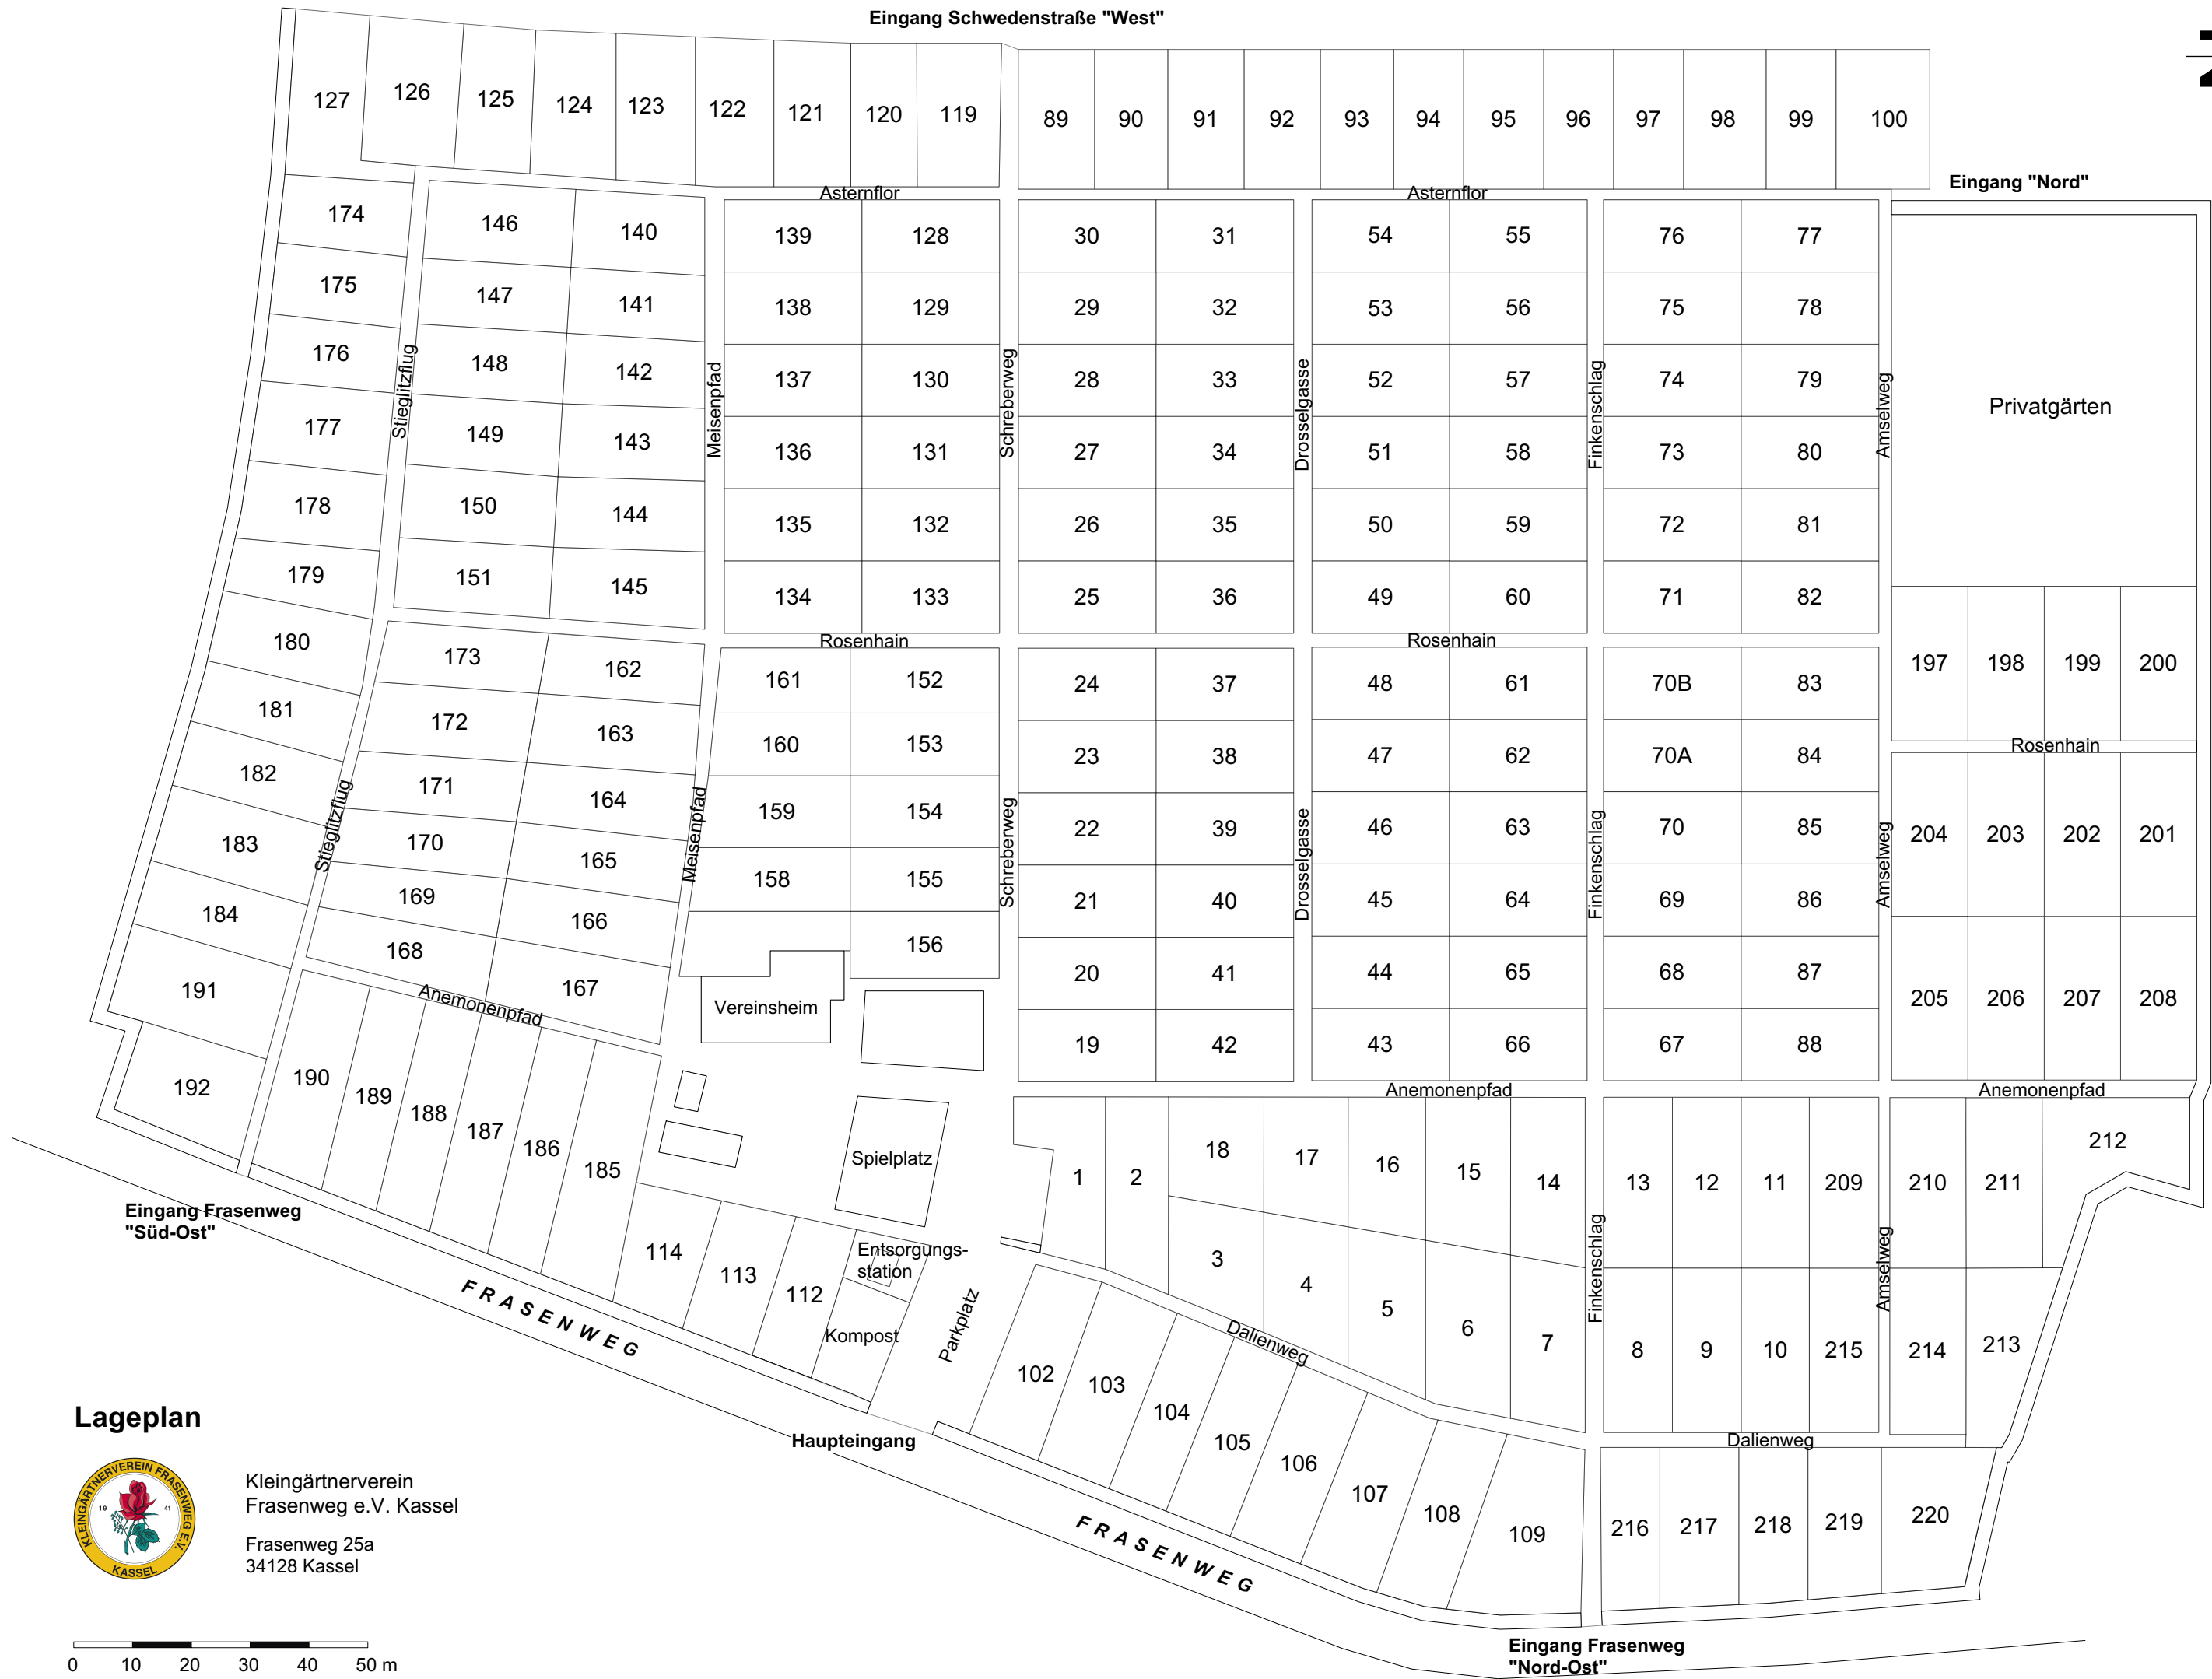 Eingang Schwedenstraße "West"
127 126 125 124 123 122 121 120 119 89 90 91 92 93 94 95 96 97 98 99 100
Eingang "Nord"
Asternflor Asternflor
174 146 140 139 128 30 31 54 55 76 77
175 147 141 138 129 29 32 53 56 75 78
176 148 142 137 130 28 33 52 57 74 79
Stieglitzflug Meisenpfad Schreberweg Drosselgasse Finkenschlag Amselweg
Privatgärten
177 149 143 136 131 27 34 51 58 73 80
178 150 144 135 132 26 35 50 59 72 81
179 151 145 134 133 25 36 49 60 71 82
Rosenhain Rosenhain
180 173 162 161 152 24 37 48 61 70B 83 197 198 199 200
181 172 163 160 153 23 38 47 62 70A 84
Rosenhain
182 171 164 159 154 22 39 46 63 70 85 204 203 202 201
Stieglitzflug Meisenpfad Schreberweg Drosselgasse Finkenschlag Amselweg
183 170 165 158 155 21 40 45 64 69 86
184 169 166
168 156 20 41 44 65 68 87
191 167 205 206 207 208
Anemonenpfad
Vereinsheim
19 42 43 66 67 88
192 190 189 188 187 186 185
Anemonenpfad Anemonenpfad
Spielplatz
1 2 18 17 16 15 14 13 12 11 209 210 211 212
Eingang Frasenweg
"Süd-Ost"
114 113 112
Entsorgungs-
station
Kompost
Parkplatz
3 4 5 6 7 8 9 10 215 214 213
Finkenschlag Amselweg
FRASENWEG
Dalienweg
102 103 104 105 106 107 108 109
Dalienweg
216 217 218 219 220
Haupteingang
FRASENWEG
Eingang Frasenweg
"Nord-Ost"
Lageplan
KLEINGÄRTNERVEREIN FRASENWEG E.V.
19 41
KASSEL
Kleingärtnerverein
Frasenweg e.V. Kassel
Frasenweg 25a
34128 Kassel
0 10 20 30 40 50 m